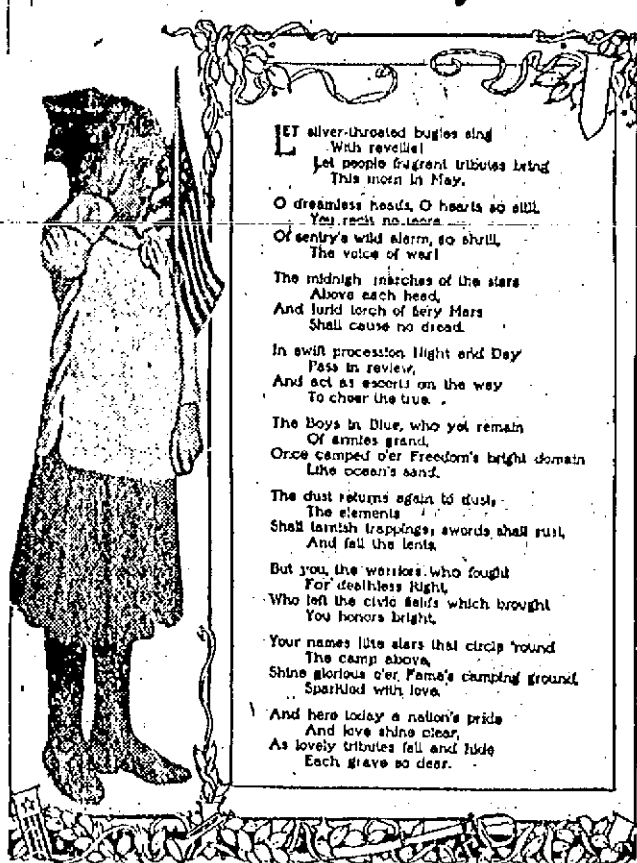 LET silver-throated bugles sing
With reveille!
Let people fragrant tributes bring
This morn in May.
O dreamless heads, O hearts so still,
You reck no more
Of sentry's wild alarm, so shrill,
The voice of war!
The midnigh marches of the stars
Above each head,
And lurid torch of fiery Mars
Shall cause no dread.
In swift procession Night and Day
Pass in review,
And act as escorts on the way
To cheer the true.
The Boys in Blue, who yet remain
Of armies grand,
Once camped o'er Freedom's bright domain
Like ocean's sand.
The dust returns again to dust,
The elements
Shall tarnish trappings, swords shall rust,
And fall the tents.
But you, the warriors who fought
For deathless Right,
Who left the civic fields which brought
You honors bright,
Your names like stars that circle 'round
The camp above,
Shine glorious o'er Fame's camping ground,
Sparkled with love.
And here today a nation's pride
And love shine clear,
As lovely tributes fall and hide
Each grave so dear.